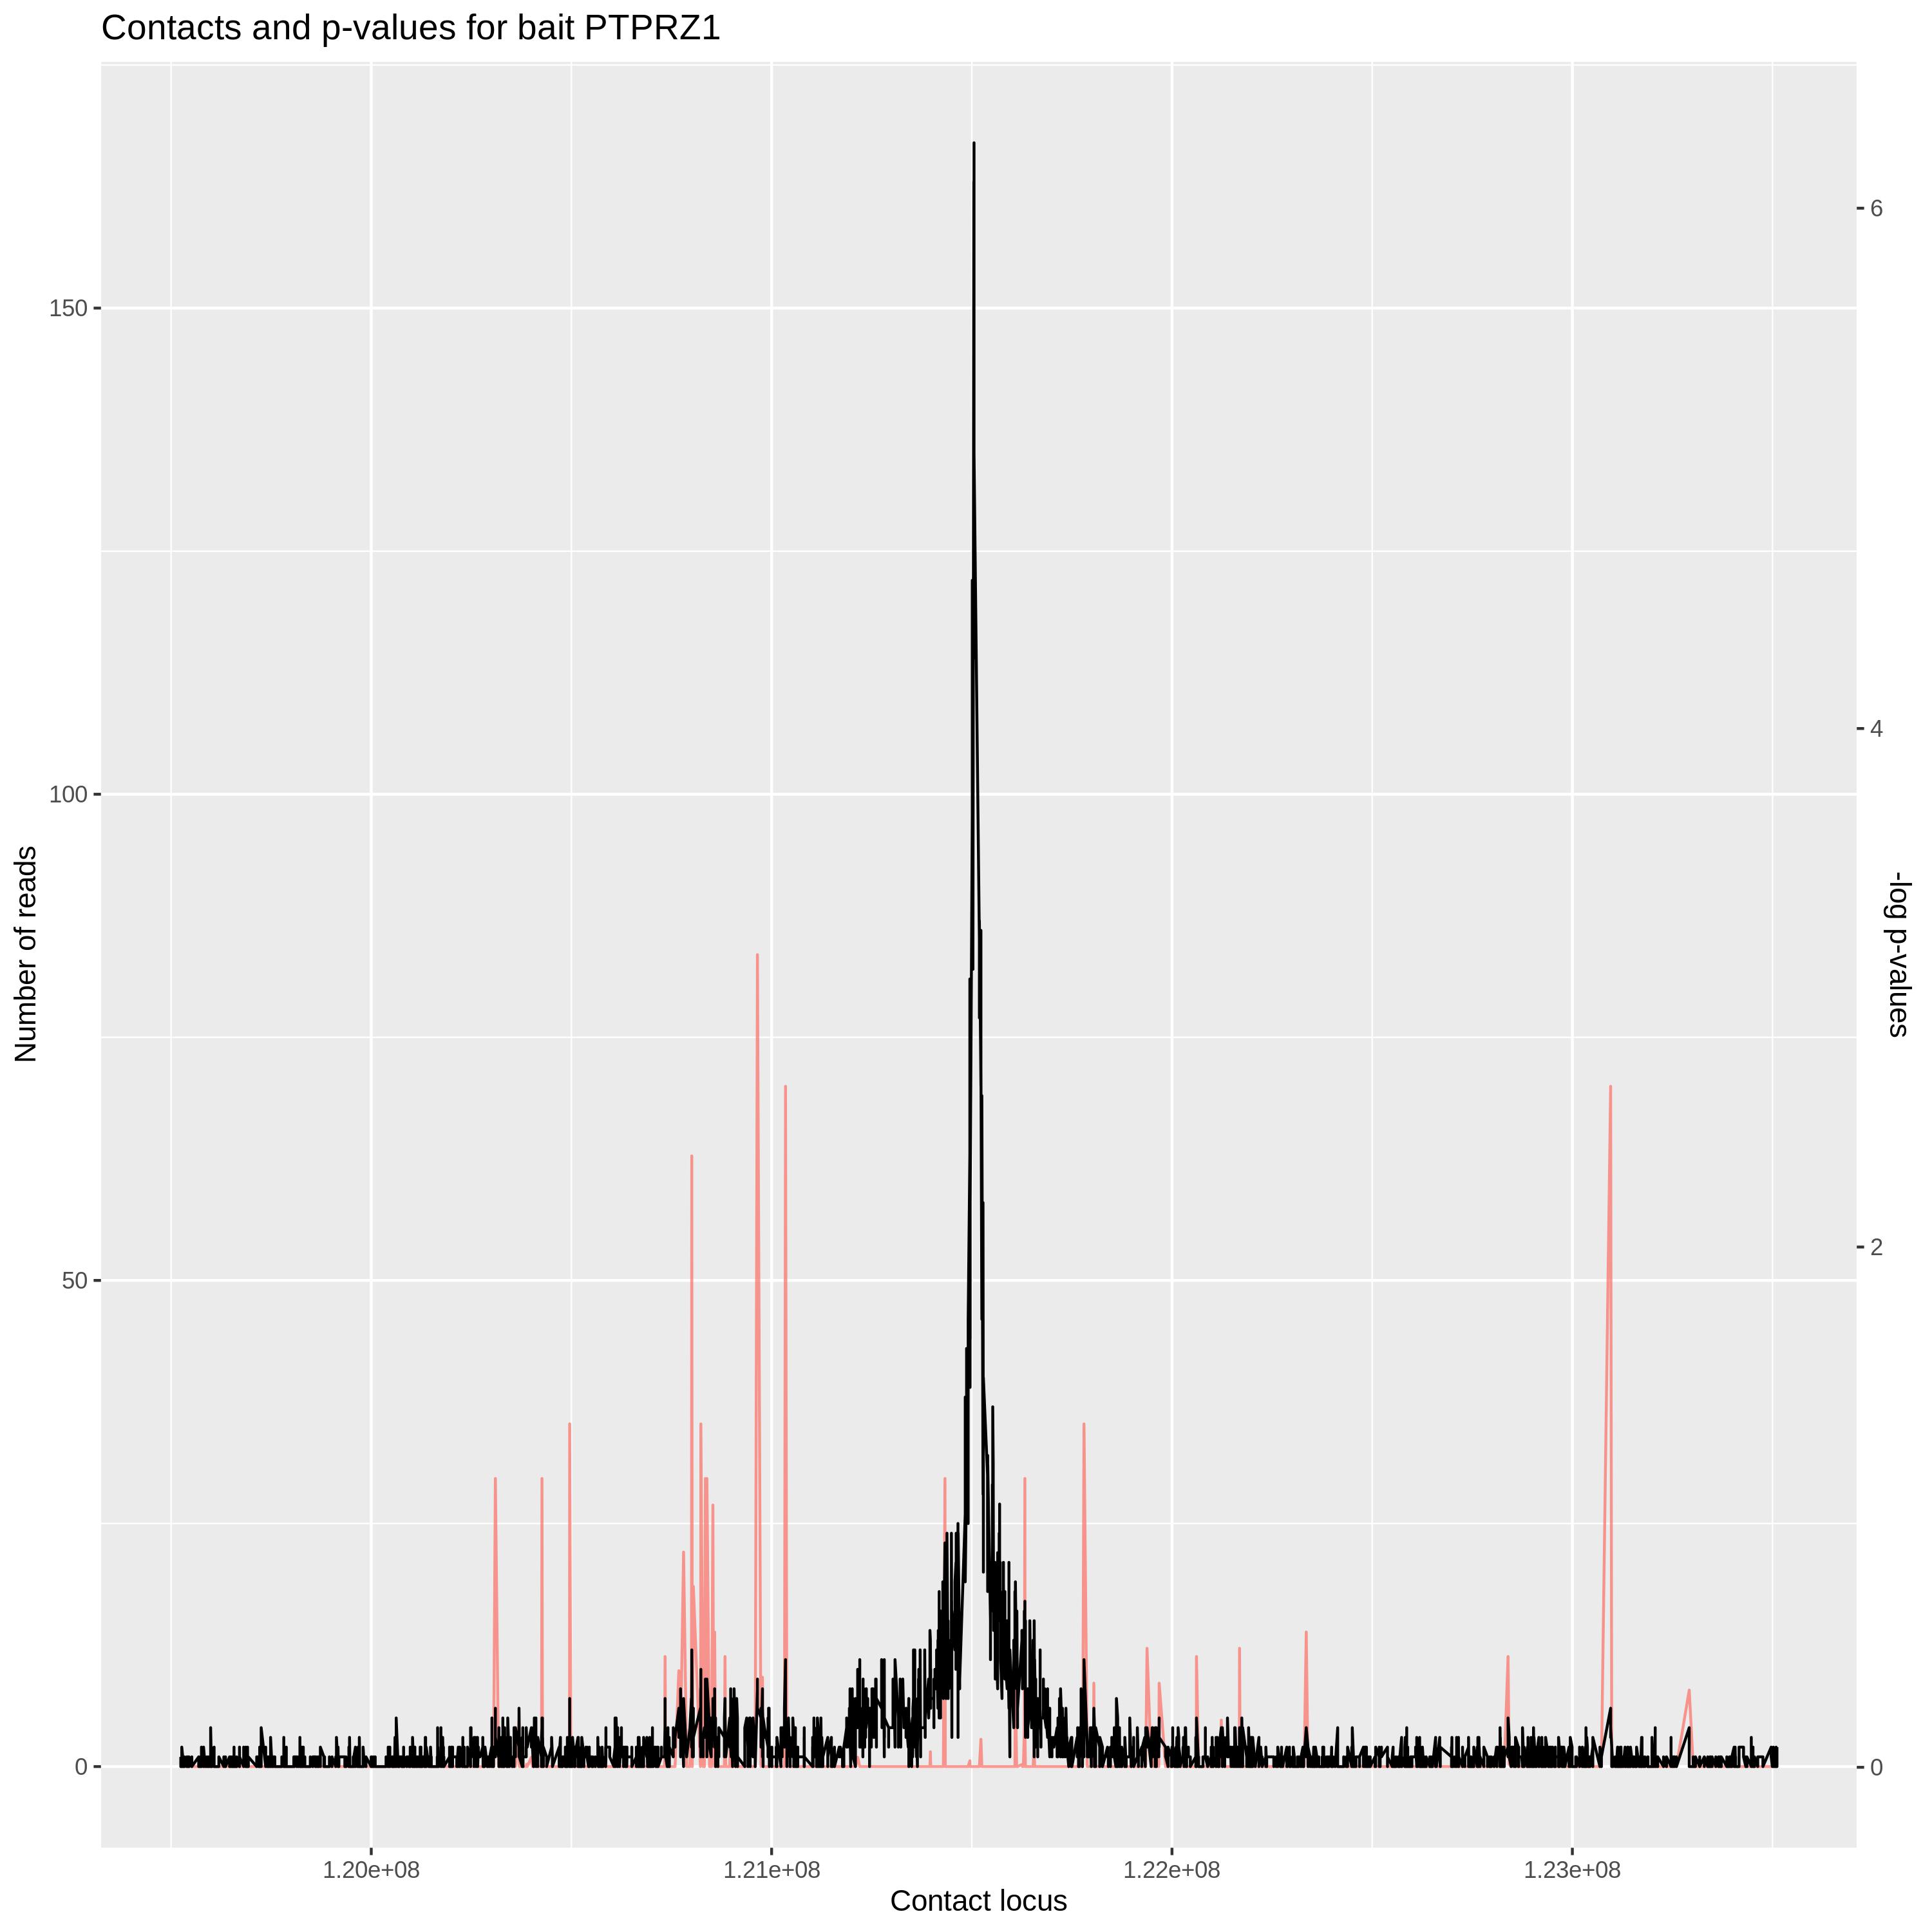 Contacts and p-values for bait PTPRZ1
Number of reads
150
100
50
0
6
4
2
0
-log p-values
1.20e+08
1.21e+08
1.22e+08
1.23e+08
Contact locus